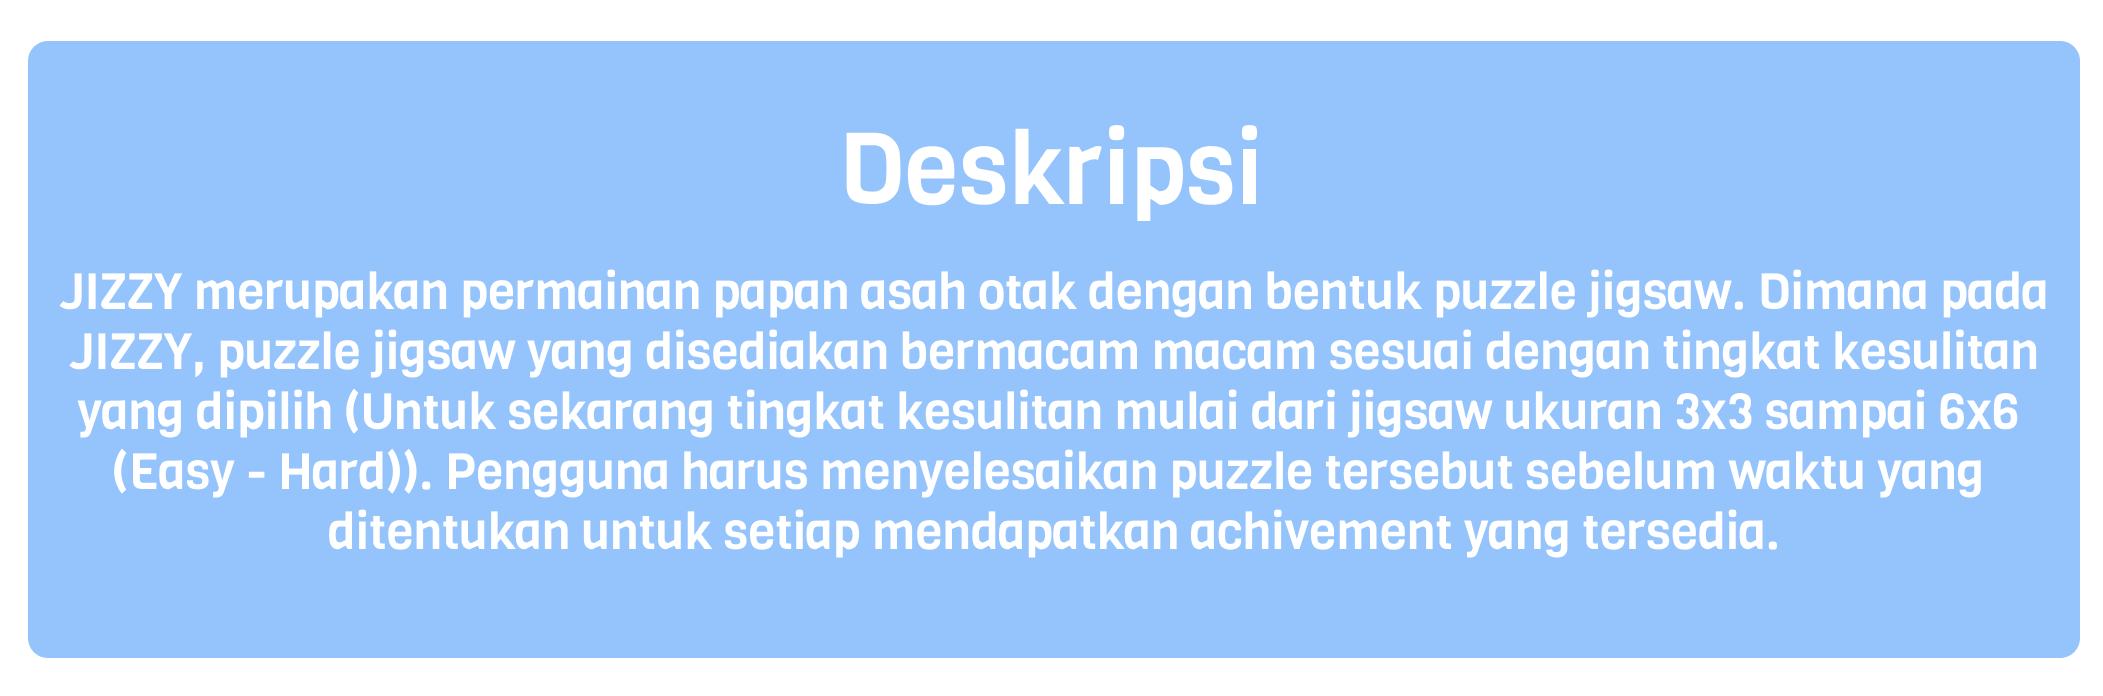 Deskripsi
JIZZY merupakan permainan papan asah otak dengan bentuk puzzle jigsaw. Dimana pada
JIZZY, puzzle jigsaw yang disediakan bermacam macam sesuai dengan tingkat kesulitan
yang dipilih (Untuk sekarang tingkat kesulitan mulai dari jigsaw ukuran 3x3 sampai 6x6
(Easy - Hard)). Pengguna harus menyelesaikan puzzle tersebut sebelum waktu yang
ditentukan untuk setiap mendapatkan achivement yang tersedia.